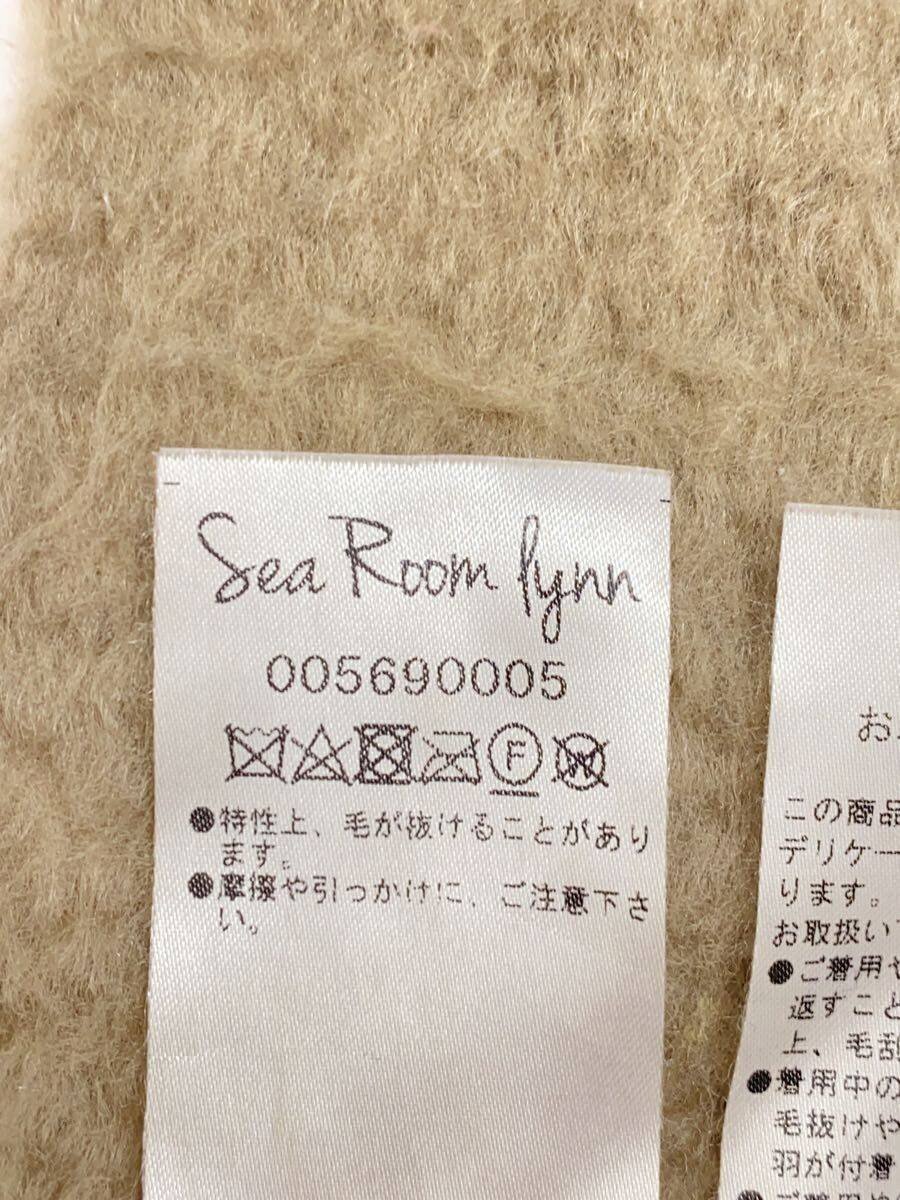 Sea Room lynn
005690005
F W
●特性上、毛が抜けることがあり
ます。
●摩擦や引っかけに、ご注意下さ
い。
お
この商品
デリケー
ります。
お取扱い
●ご着用や
返すこと
上、毛乱
●着用中の
毛抜けや
羽が付着